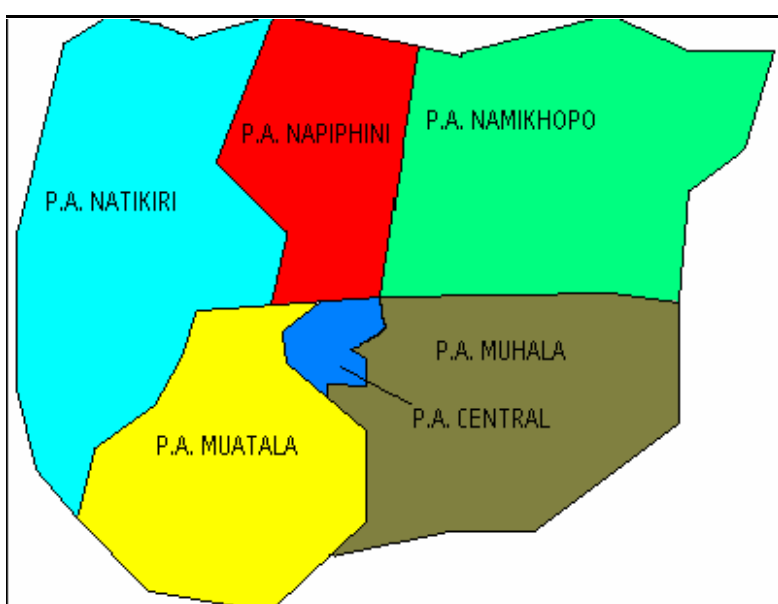 P.A. NAMIKHOPO
P.A. NAPIPHINI
P.A. NATIKIRI
P.A. MUHALA
P.A. CENTRAL
P.A. MUATALA